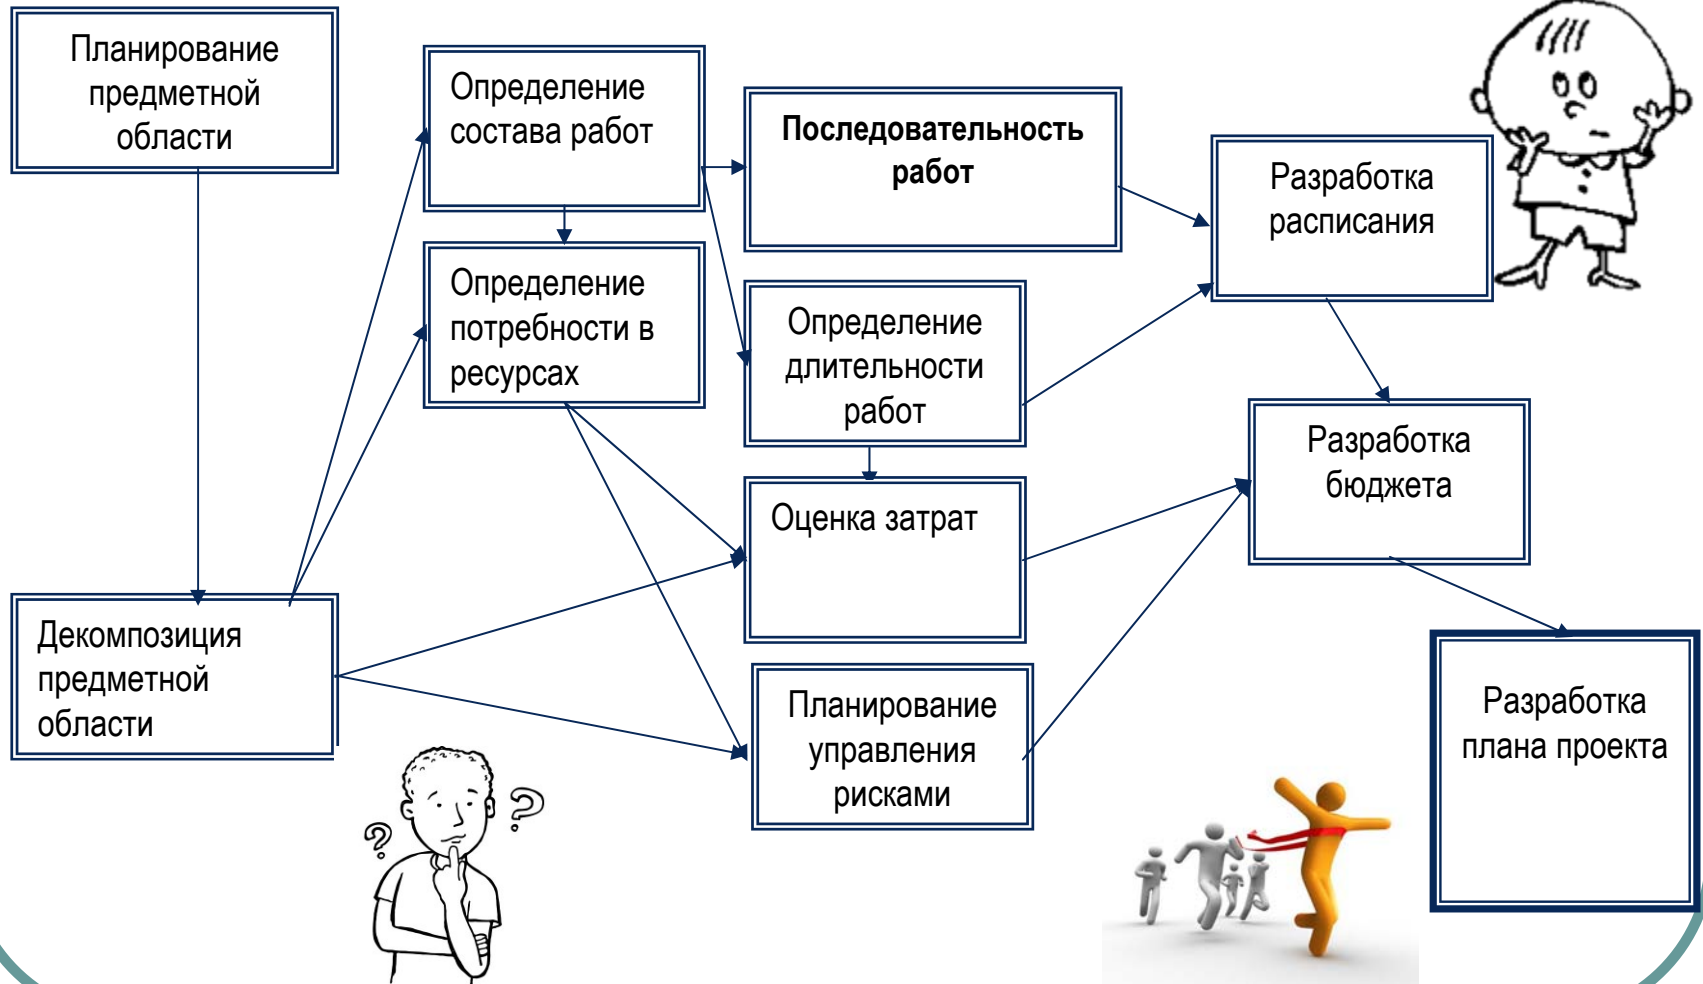 Планирование
предметной
области
Определение
состава работ
Последовательность
работ
Разработка
расписания
Определение
потребности в
ресурсах
Определение
длительности
работ
Разработка
бюджета
Оценка затрат
Декомпозиция
предметной
области
Планирование
управления
рисками
Разработка
плана проекта
? ?